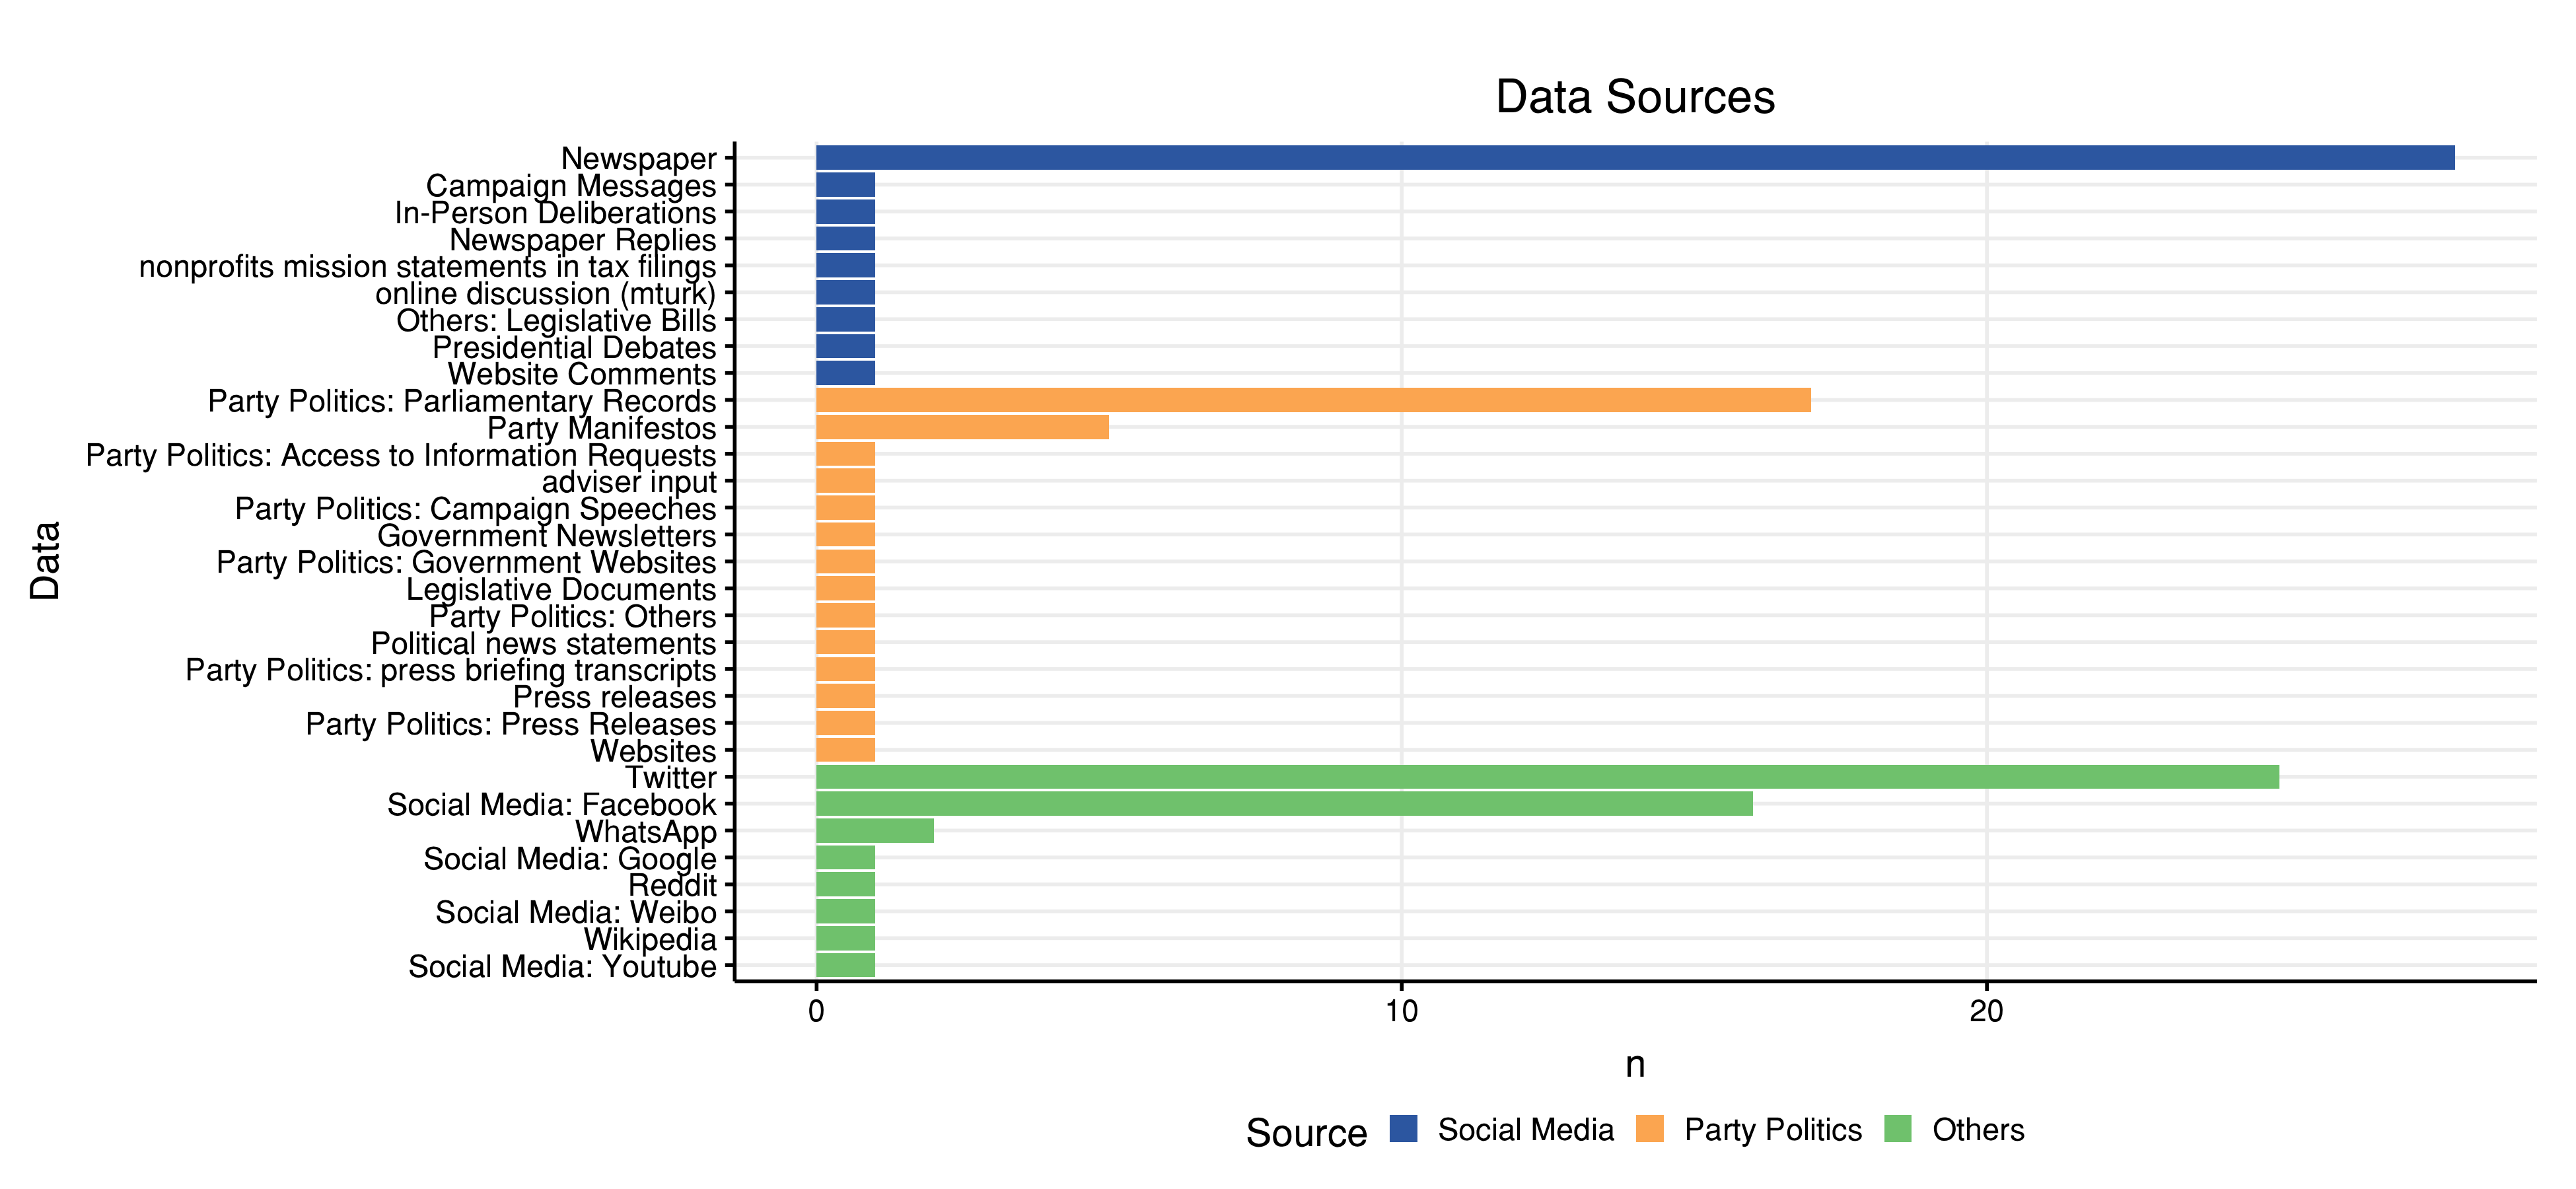 Data Sources
Newspaper
Campaign Messages
In-Person Deliberations
Newspaper Replies
nonprofits mission statements in tax filings
online discussion (mturk)
Others: Legislative Bills
Presidential Debates
Website Comments
Party Politics: Parliamentary Records
Party Manifestos
Party Politics: Access to Information Requests
adviser input
Party Politics: Campaign Speeches
Government Newsletters
Party Politics: Government Websites
Legislative Documents
Party Politics: Others
Political news statements
Party Politics: press briefing transcripts
Press releases
Party Politics: Press Releases
Websites
Twitter
Social Media: Facebook
WhatsApp
Social Media: Google
Reddit
Social Media: Weibo
Wikipedia
Social Media: Youtube
Data
0 10 20
n
Source Social Media Party Politics Others